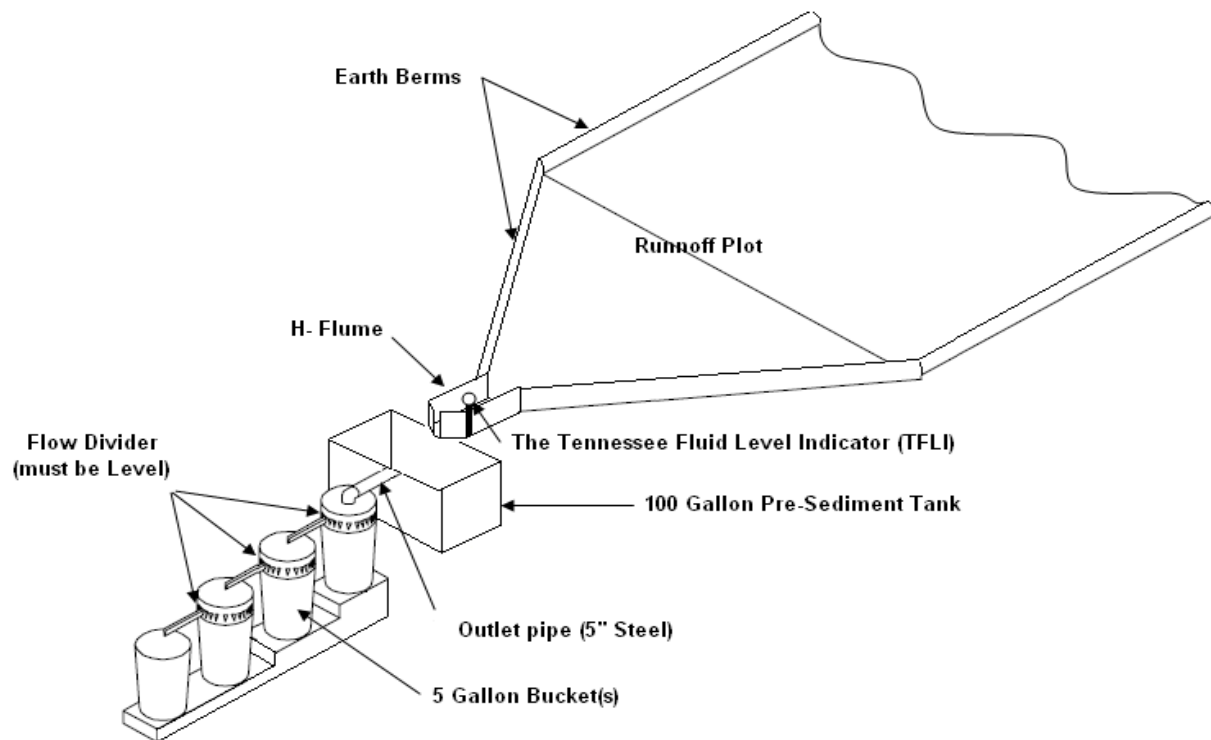 Earth Berms
Runnoff Plot
H- Flume
The Tennessee Fluid Level Indicator (TFLI)
Flow Divider
(must be Level)
100 Gallon Pre-Sediment Tank
Outlet pipe (5" Steel)
5 Gallon Bucket(s)